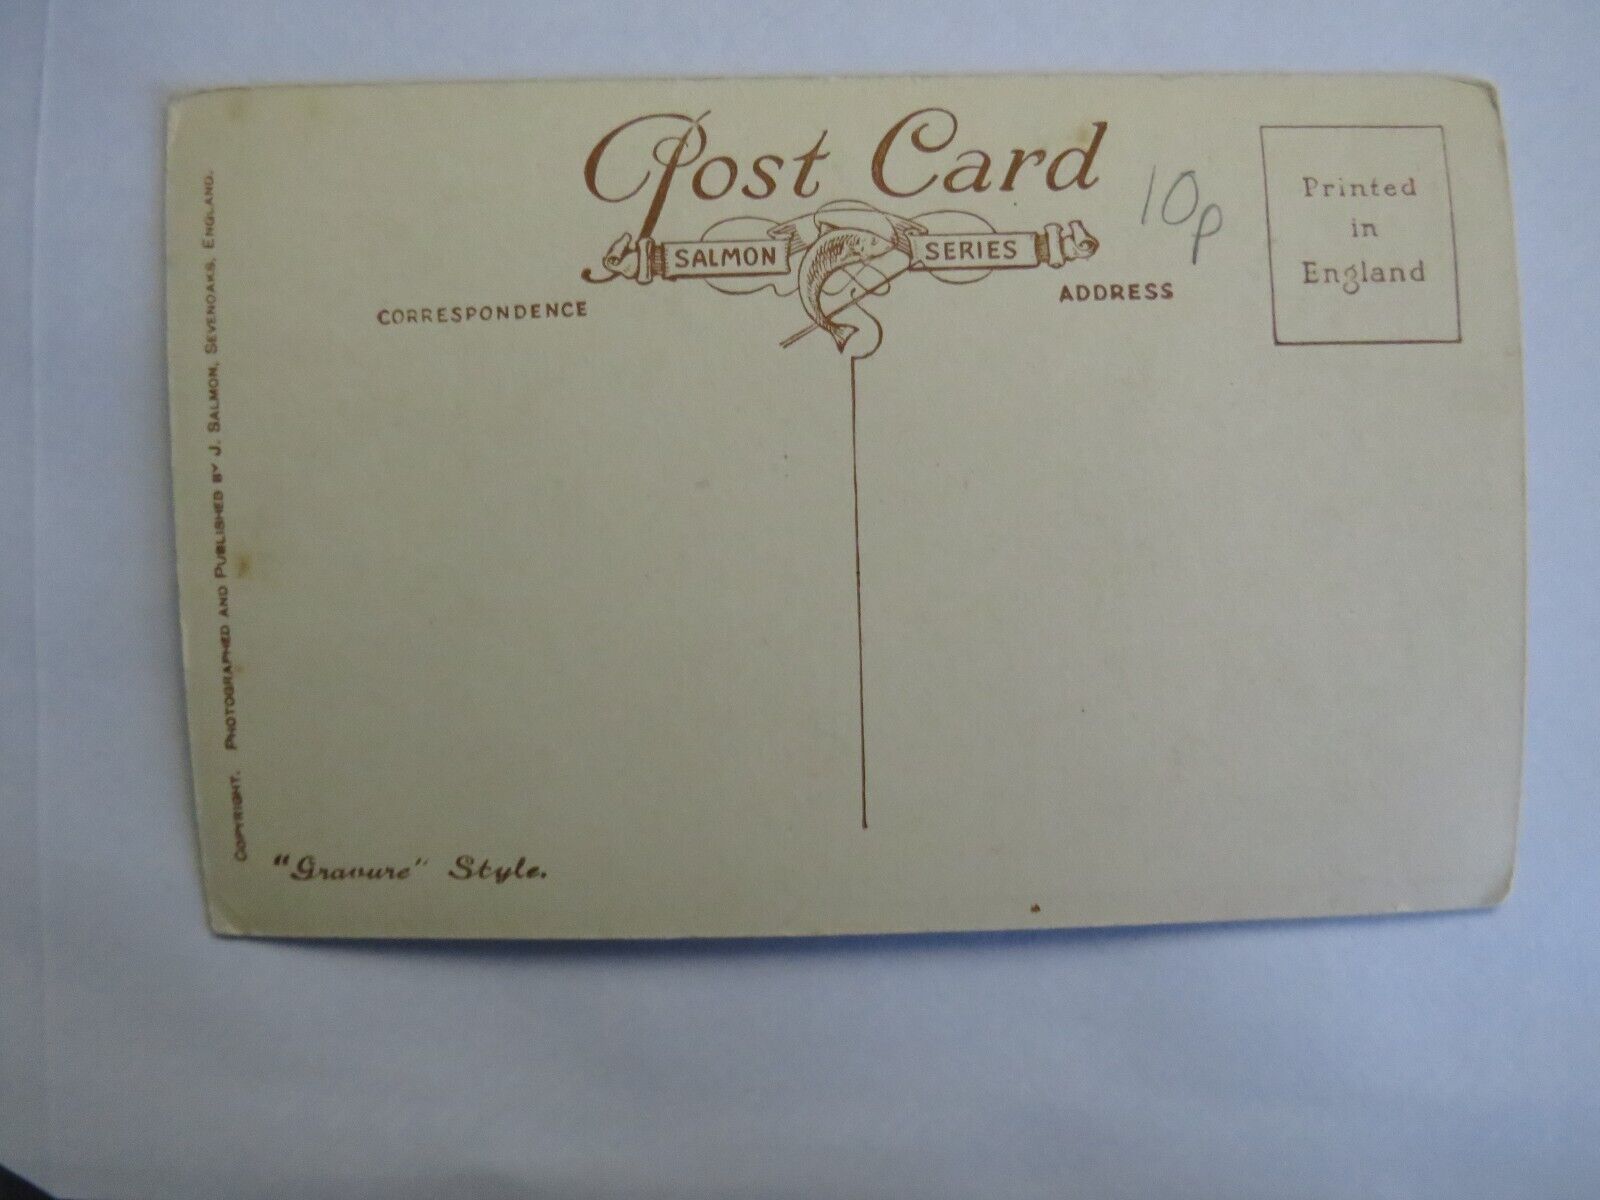 Post Card
SALMON SERIES
10p
Printed
in
England
CORRESPONDENCE
ADDRESS
COPYRIGHT. PHOTOGRAPHED AND PUBLISHED BY J. SALMON, SEVENOAKS, ENGLAND.
"Gravure" Style.